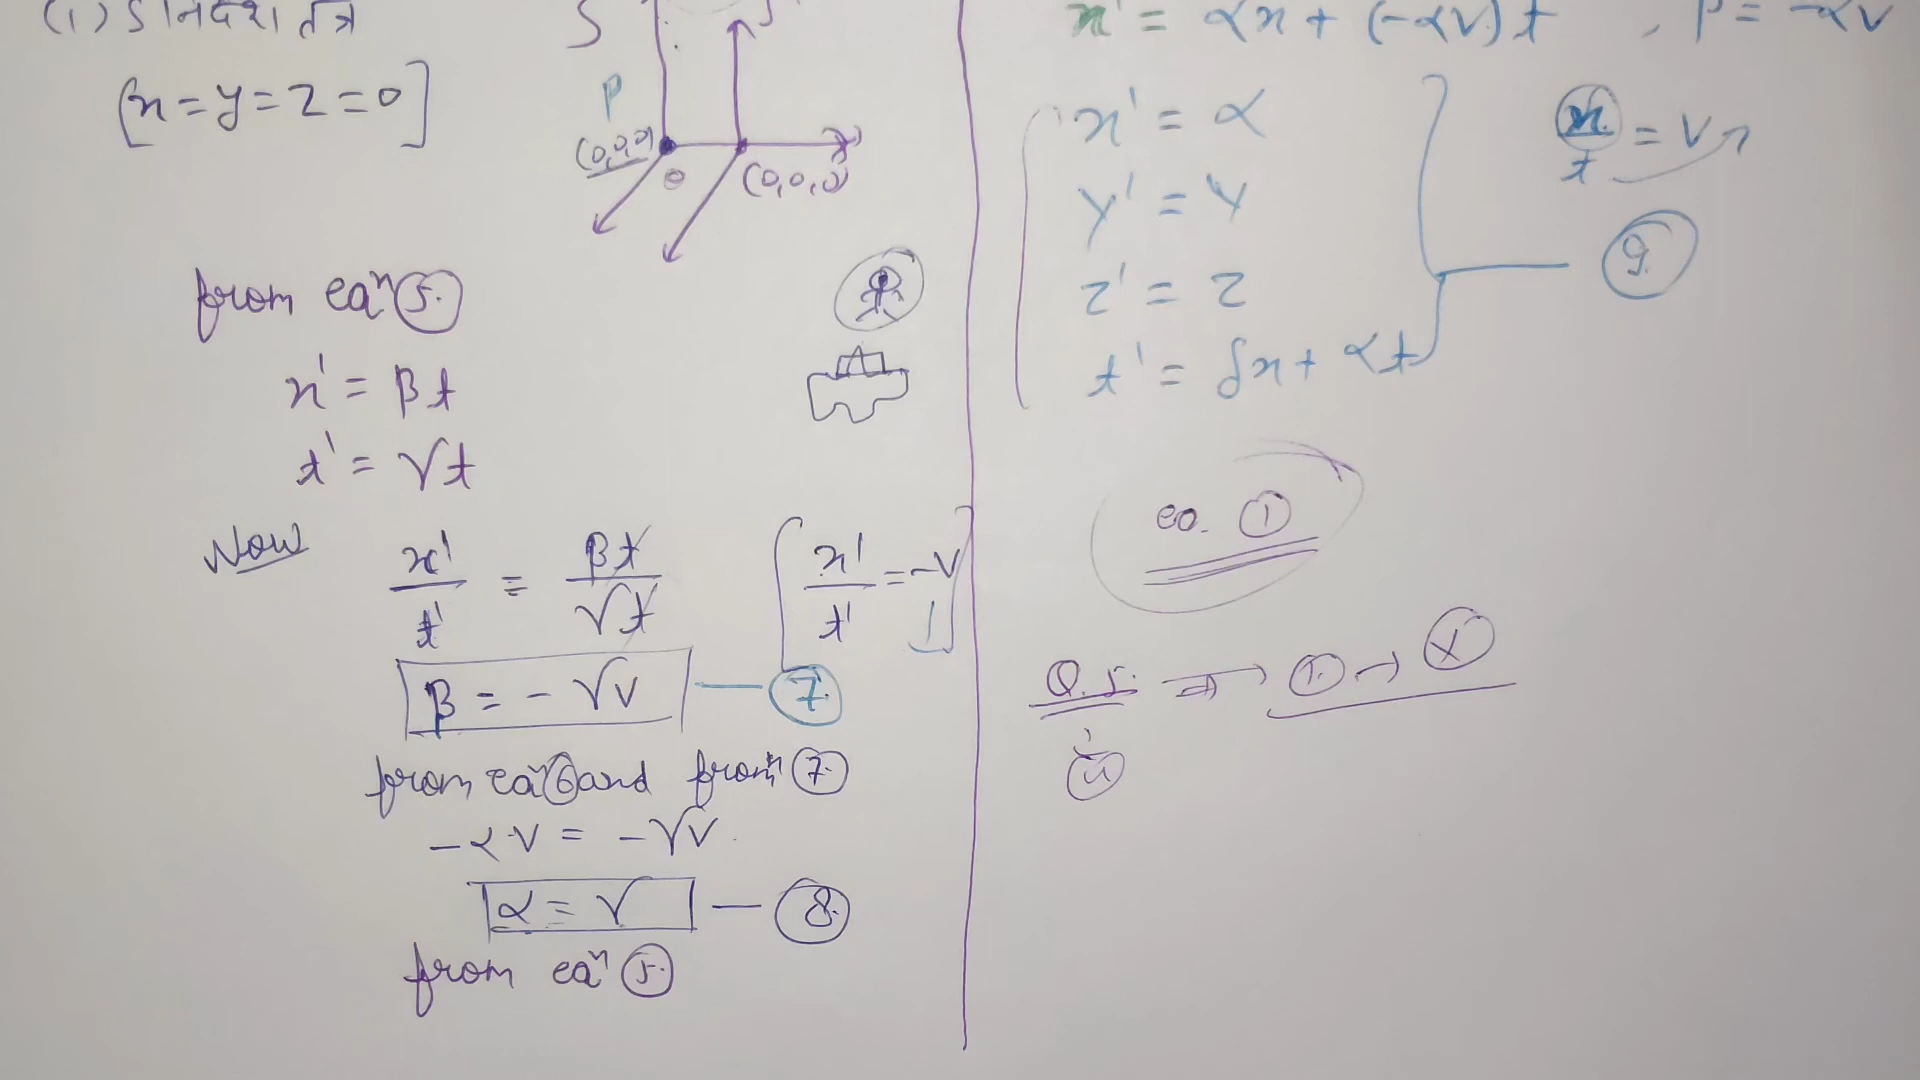 (1) S निर्देश तंत्र
[x=y=z=0]
S
P
(0,0,0)
(0,0,0)
from eqⁿ (5.)
x' = βt
t' = γt
Now x'/t' = βt/γt [x'/t' = -v]
β = -γv — (7.)
from eqⁿ (6) and from (7.)
-α.v = -γv.
α = γ — (8.)
from eqⁿ (5.)
x' = αx + (-αv)t , β = -αv
x' = α
y' = y
z' = z
t' = δx + αt
x/t = v
(9.)
eq. (1)
Q.5. ⇒ (1.) → (x)